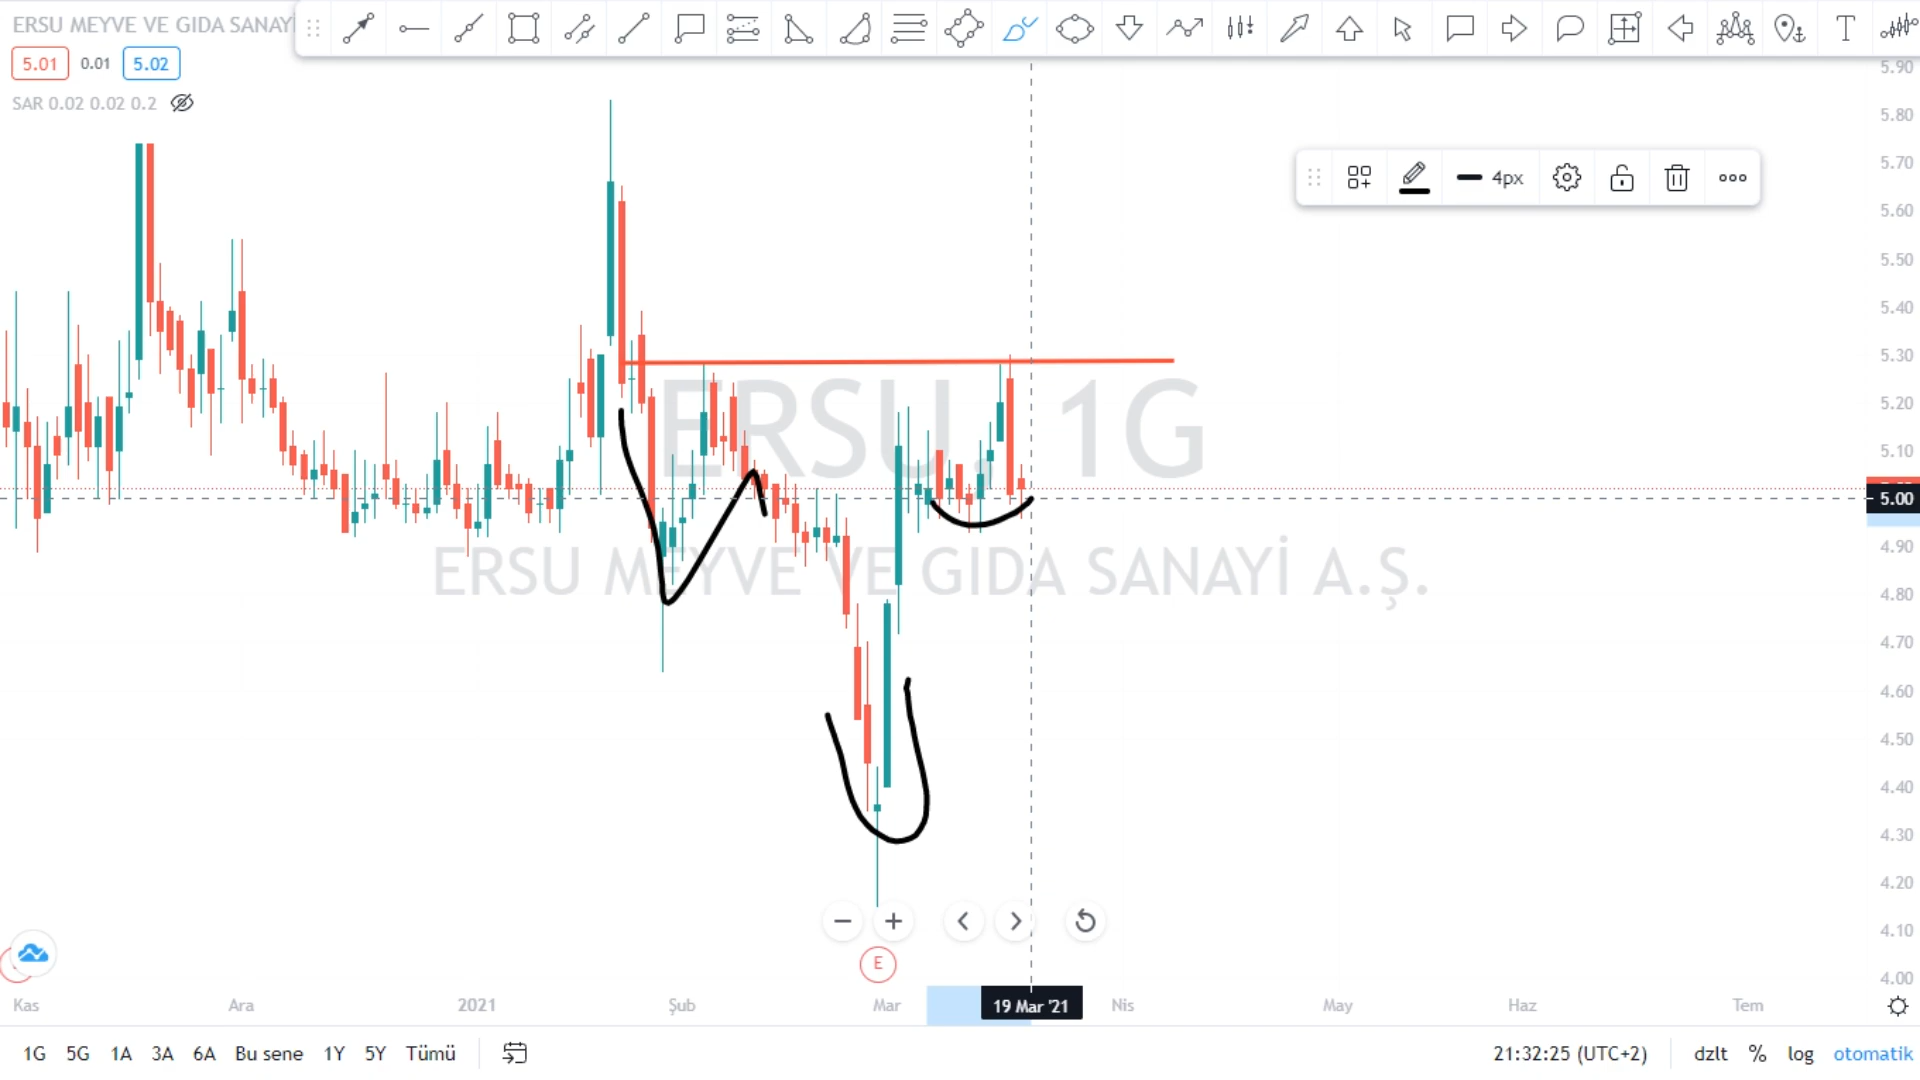 ERSU MEYVE VE GIDA SANAYİ
5.01 0.01 5.02
SAR 0.02 0.02 0.2
4px
T
ERSU, 1G
ERSU MEYVE VE GIDA SANAYİ A.Ş.
5.90
5.80
5.70
5.60
5.50
5.40
5.30
5.20
5.10
5.00
4.90
4.80
4.70
4.60
4.50
4.40
4.30
4.20
4.10
4.00
E
Kas Ara 2021 Şub Mar 19 Mar '21 Nis May Haz Tem
1G 5G 1A 3A 6A Bu sene 1Y 5Y Tümü 21:32:25 (UTC+2) dzlt % log otomatik